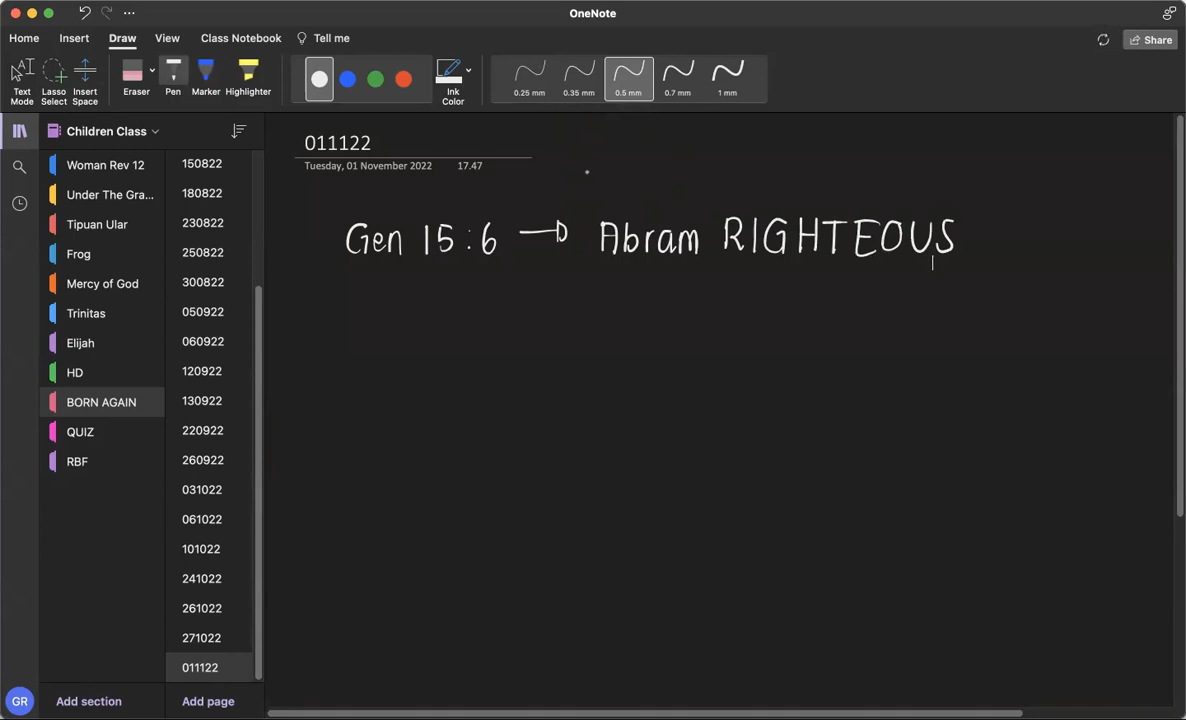 OneNote
Home Insert Draw View Class Notebook Tell me Share
Text Mode Lasso Select Insert Space Eraser Pen Marker Highlighter Ink Color 0.25 mm 0.35 mm 0.5 mm 0.7 mm 1 mm
Children Class
Woman Rev 12
Under The Gra...
Tipuan Ular
Frog
Mercy of God
Trinitas
Elijah
HD
BORN AGAIN
QUIZ
RBF
150822
180822
230822
250822
300822
050922
060922
120922
130922
220922
260922
031022
061022
101022
241022
261022
271022
011122
GR
Add section
Add page
011122
Tuesday, 01 November 2022 17.47
Gen 15:6 → Abram RIGHTEOUS